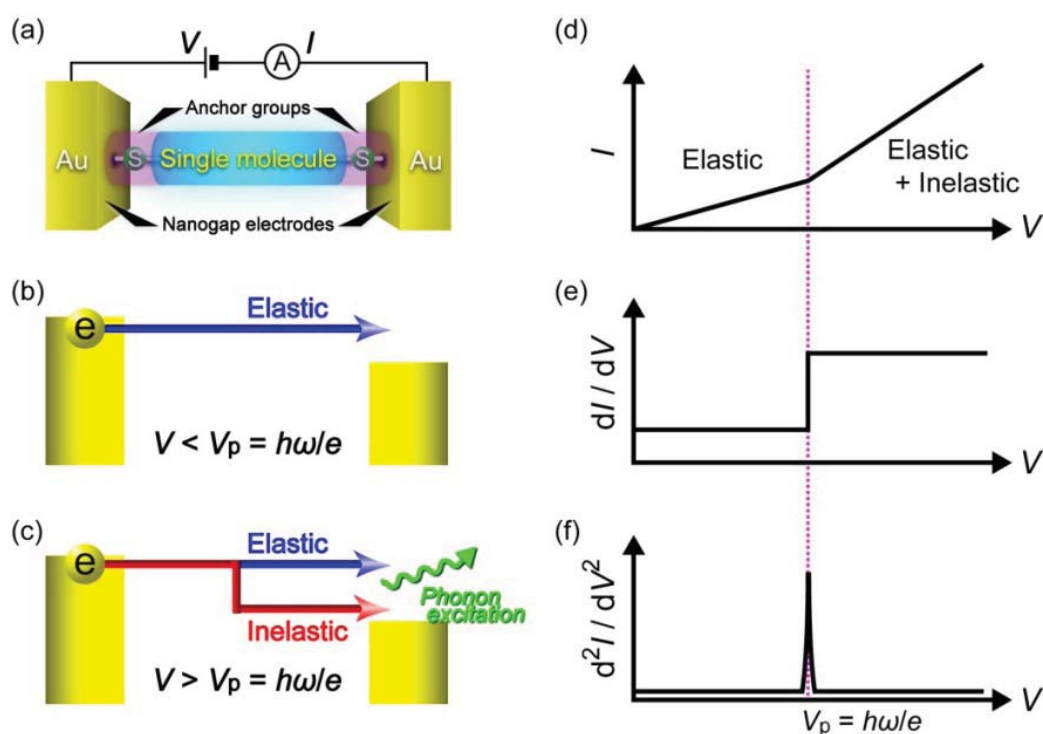 (a)
V
A
I
Anchor groups
Au
S
Single molecule
S
Au
Nanogap electrodes
(b)
e
Elastic
V < Vp = hω/e
(c)
e
Elastic
Phonon
excitation
Inelastic
V > Vp = hω/e
(d)
I
Elastic
Elastic
+ Inelastic
V
(e)
dI / dV
V
(f)
d²I / dV²
V
Vp = hω/e